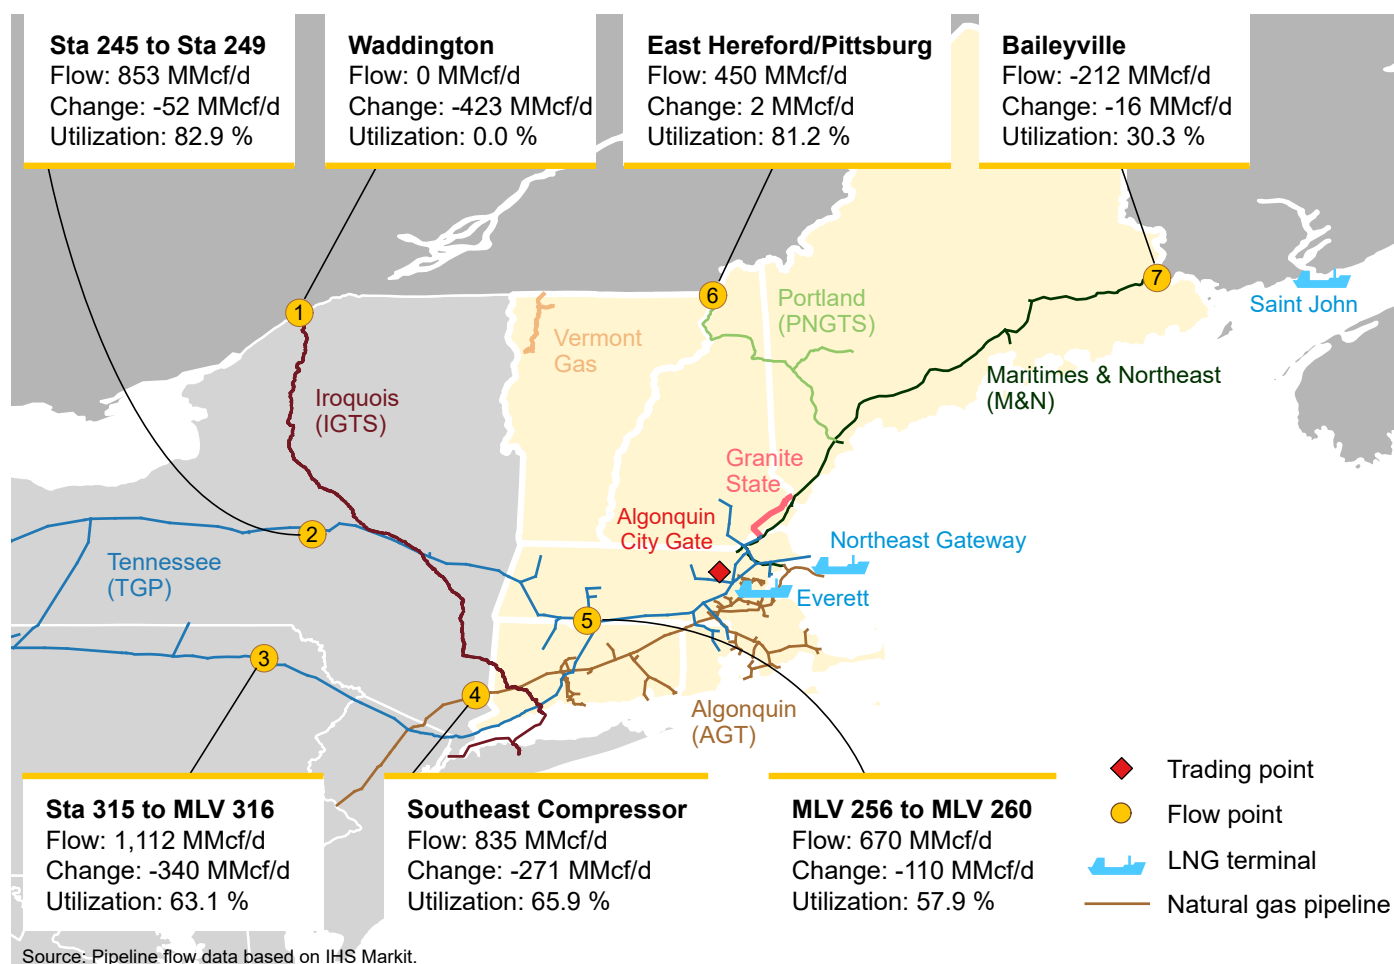 Sta 245 to Sta 249
Flow: 853 MMcf/d
Change: -52 MMcf/d
Utilization: 82.9 %
Waddington
Flow: 0 MMcf/d
Change: -423 MMcf/d
Utilization: 0.0 %
East Hereford/Pittsburg
Flow: 450 MMcf/d
Change: 2 MMcf/d
Utilization: 81.2 %
Baileyville
Flow: -212 MMcf/d
Change: -16 MMcf/d
Utilization: 30.3 %
7
6
1
Saint John
Portland
(PNGTS)
Vermont
Gas
Maritimes & Northeast
(M&N)
Iroquois
(IGTS)
Granite
State
Algonquin
City Gate
2
Northeast Gateway
Tennessee
(TGP)
Everett
5
3
4
Algonquin
(AGT)
Sta 315 to MLV 316
Flow: 1,112 MMcf/d
Change: -340 MMcf/d
Utilization: 63.1 %
Southeast Compressor
Flow: 835 MMcf/d
Change: -271 MMcf/d
Utilization: 65.9 %
MLV 256 to MLV 260
Flow: 670 MMcf/d
Change: -110 MMcf/d
Utilization: 57.9 %
Trading point
Flow point
LNG terminal
Natural gas pipeline
Source: Pipeline flow data based on IHS Markit.